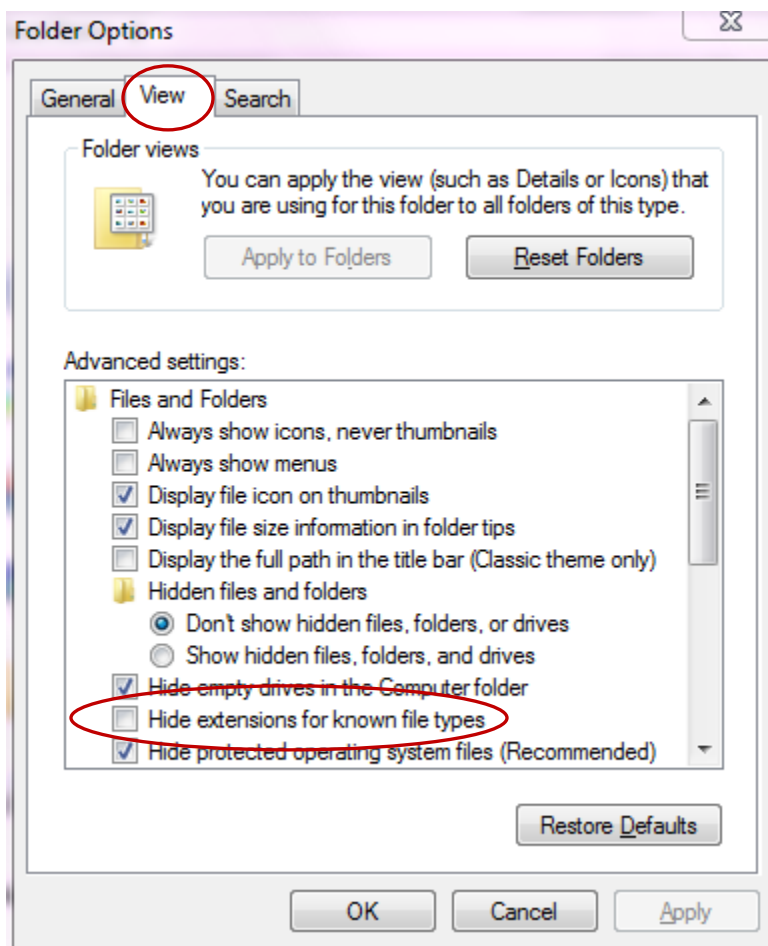 Folder Options
General View Search
Folder views
You can apply the view (such as Details or Icons) that
you are using for this folder to all folders of this type.
Apply to Folders Reset Folders
Advanced settings:
Files and Folders
Always show icons, never thumbnails
Always show menus
Display file icon on thumbnails
Display file size information in folder tips
Display the full path in the title bar (Classic theme only)
Hidden files and folders
Don't show hidden files, folders, or drives
Show hidden files, folders, and drives
Hide empty drives in the Computer folder
Hide extensions for known file types
Hide protected operating system files (Recommended)
Restore Defaults
OK Cancel Apply